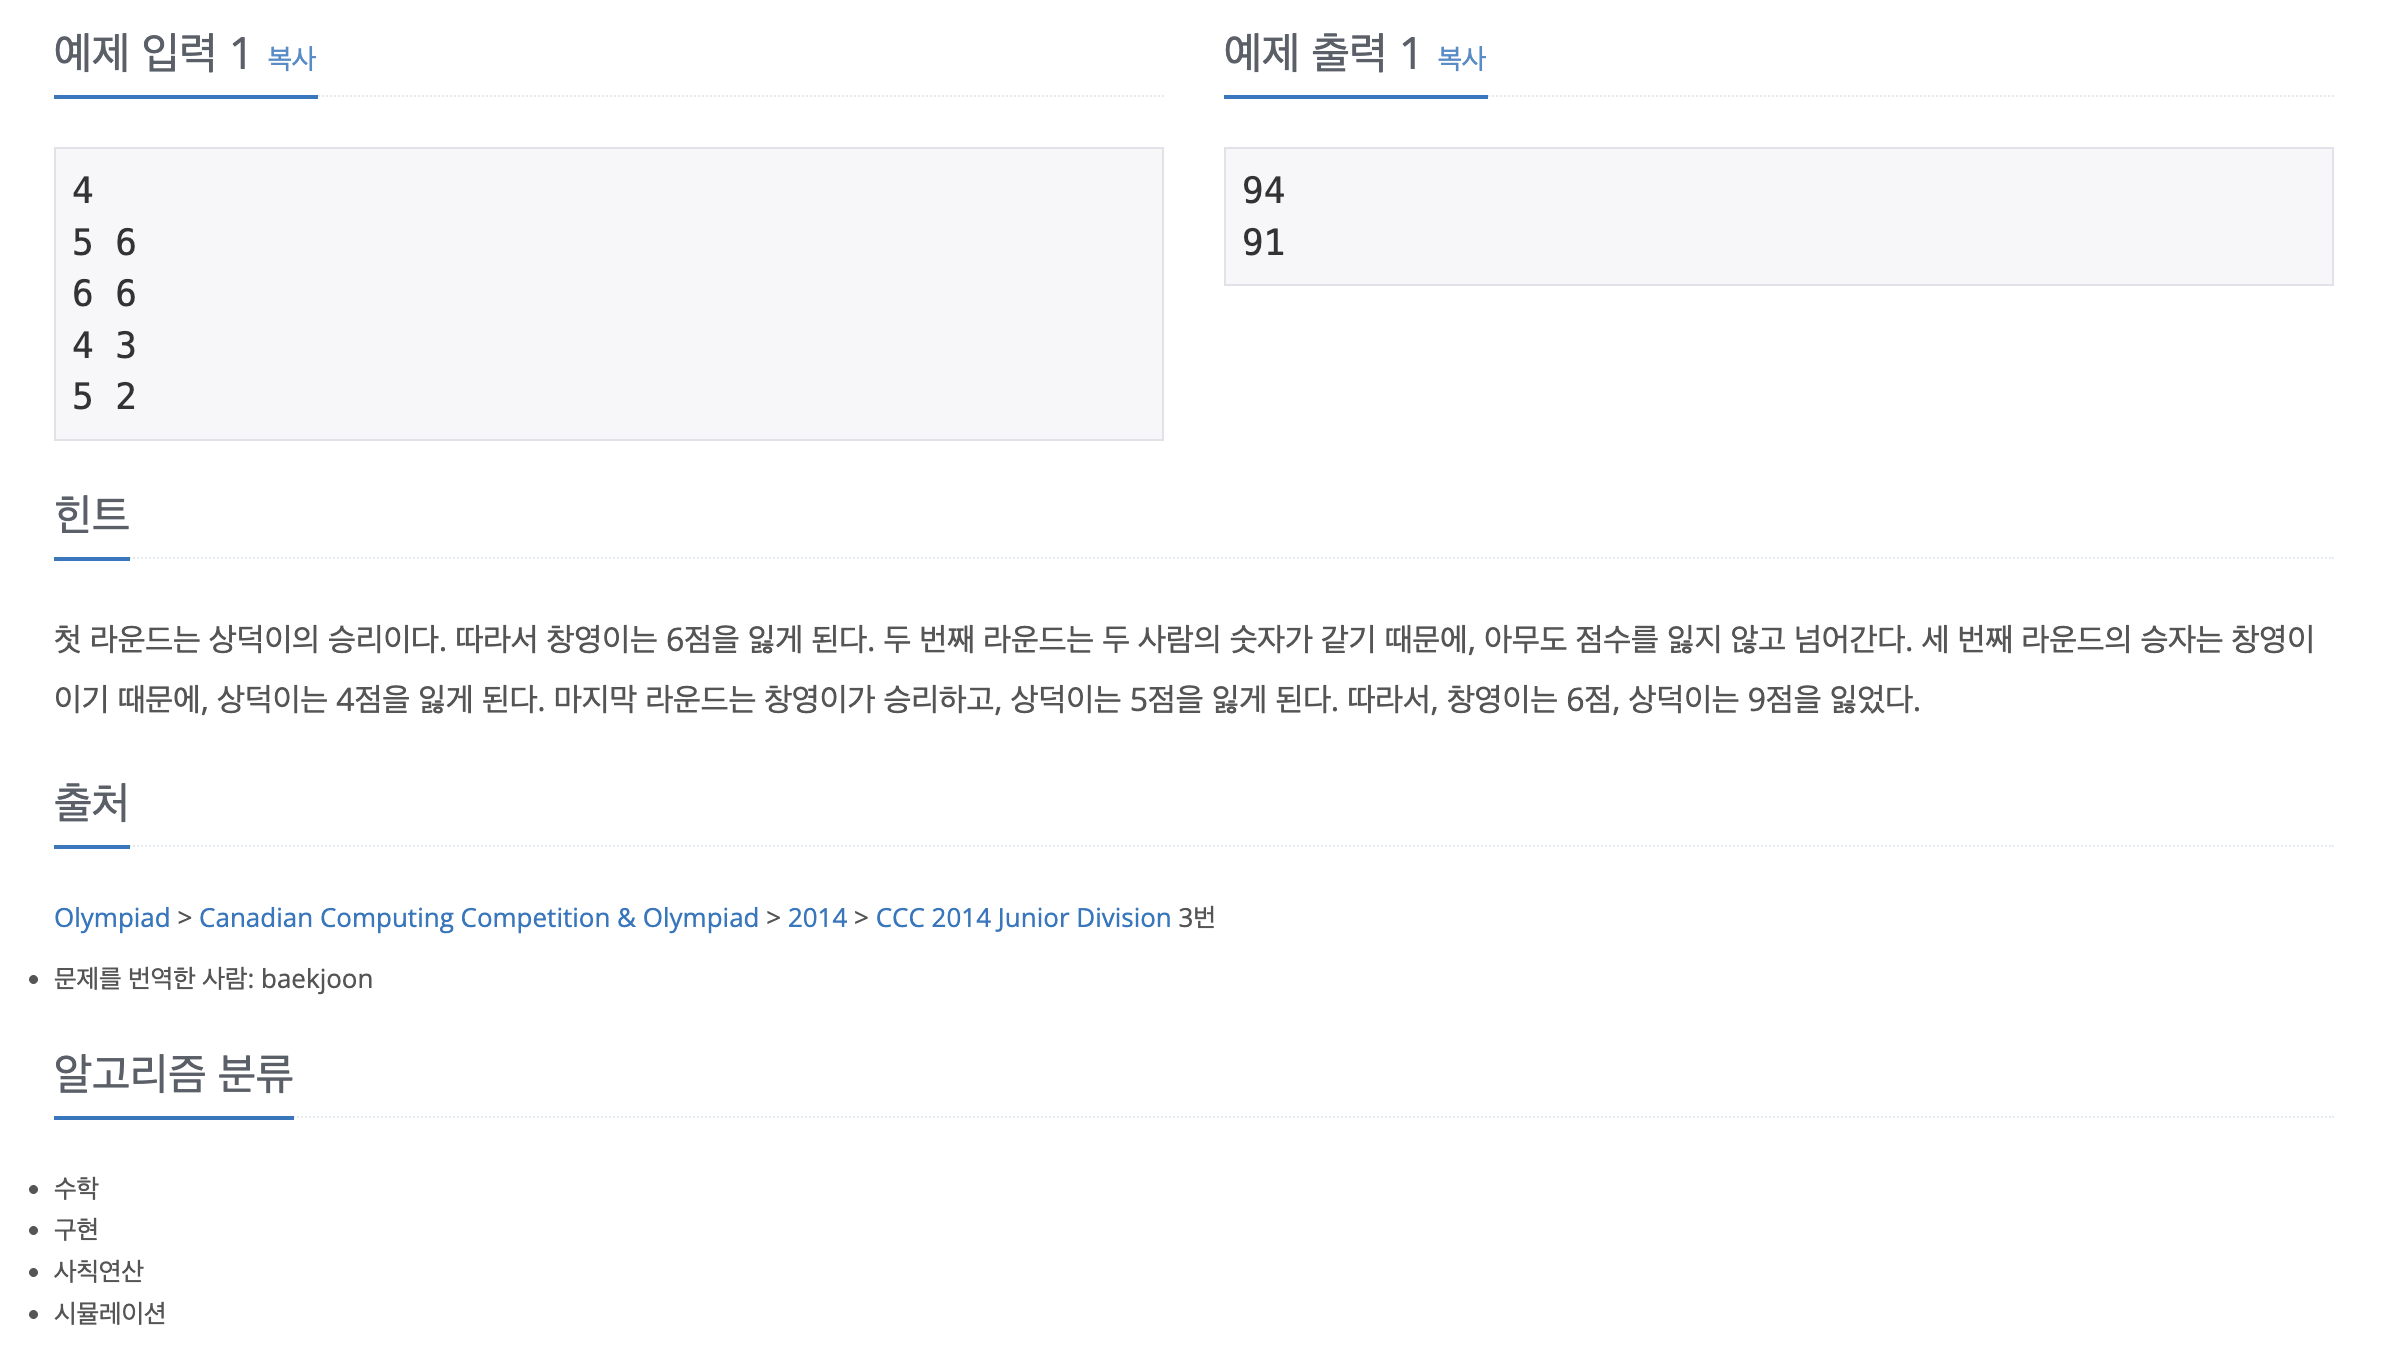 예제 입력 1 복사
4
5 6
6 6
4 3
5 2
예제 출력 1 복사
94
91
힌트
첫 라운드는 상덕이의 승리이다. 따라서 창영이는 6점을 잃게 된다. 두 번째 라운드는 두 사람의 숫자가 같기 때문에, 아무도 점수를 잃지 않고 넘어간다. 세 번째 라운드의 승자는 창영이
이기 때문에, 상덕이는 4점을 잃게 된다. 마지막 라운드는 창영이가 승리하고, 상덕이는 5점을 잃게 된다. 따라서, 창영이는 6점, 상덕이는 9점을 잃었다.
출처
Olympiad > Canadian Computing Competition & Olympiad > 2014 > CCC 2014 Junior Division 3번
• 문제를 번역한 사람: baekjoon
알고리즘 분류
• 수학
• 구현
• 사칙연산
• 시뮬레이션